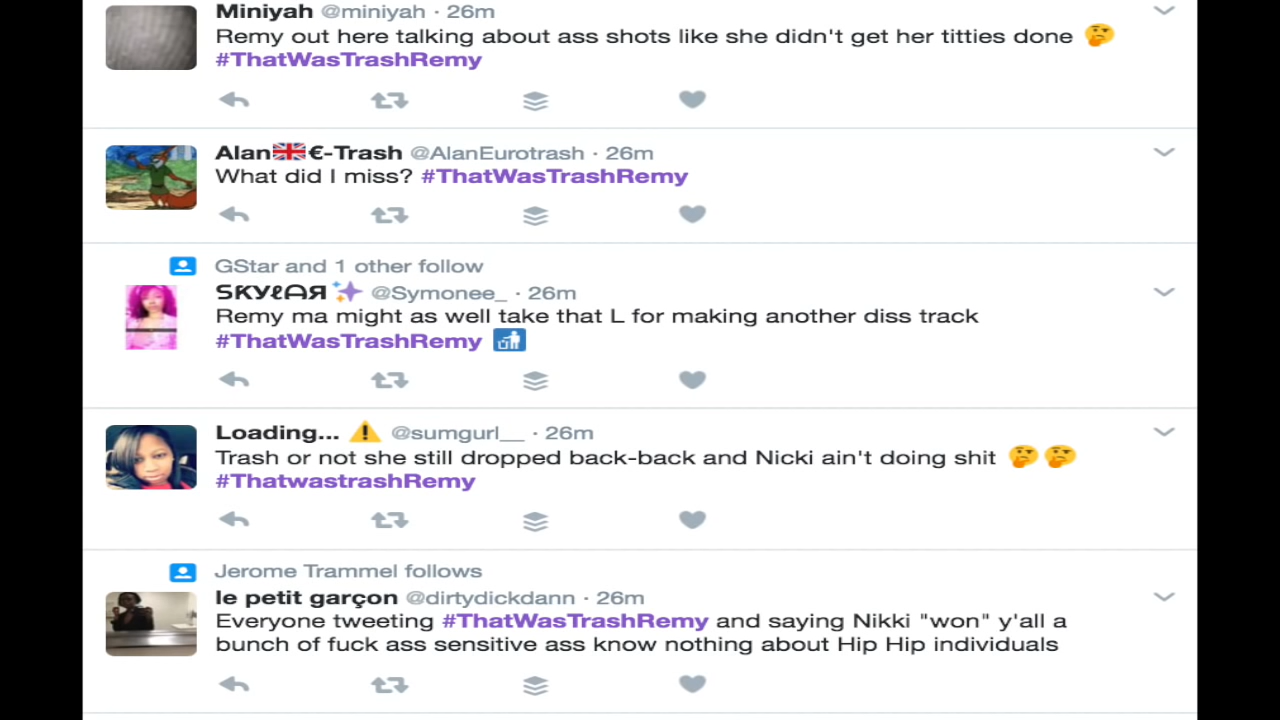 Miniyah @miniyah · 26m
Remy out here talking about ass shots like she didn't get her titties done 🤔
#ThatWasTrashRemy
Alan🇬🇧€-Trash @AlanEurotrash · 26m
What did I miss? #ThatWasTrashRemy
GStar and 1 other follow
ꕶƘⲨℓᗩЯ ✨ @Symonee_ · 26m
Remy ma might as well take that L for making another diss track
#ThatWasTrashRemy 🚮
Loading... ⚠️ @sumgurl__ · 26m
Trash or not she still dropped back-back and Nicki ain't doing shit 🤔🤔
#ThatwastrashRemy
Jerome Trammel follows
le petit garçon @dirtydickdann · 26m
Everyone tweeting #ThatWasTrashRemy and saying Nikki "won" y'all a
bunch of fuck ass sensitive ass know nothing about Hip Hip individuals